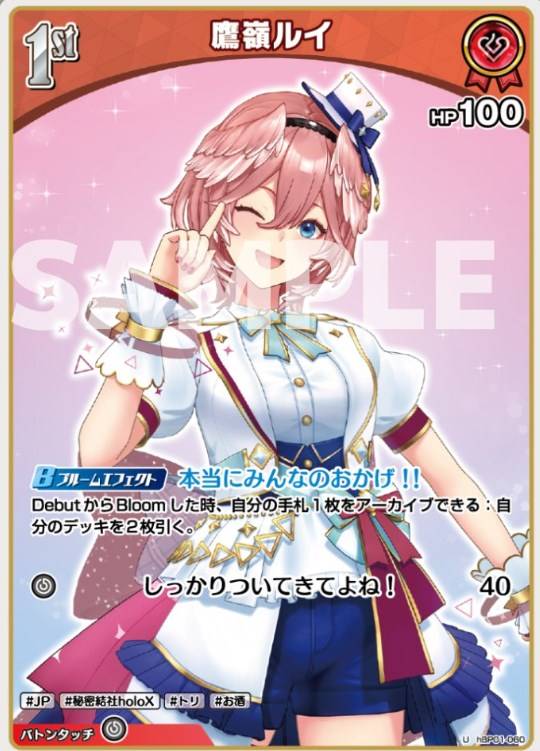 1st
鷹嶺ルイ
HP100
SAMPLE
Bブルームエフェクト 本当にみんなのおかげ!!
DebutからBloomした時、自分の手札1枚をアーカイブできる:自
分のデッキを2枚引く。
しっかりついてきてよね! 40
#JP #秘密結社holoX #トリ #お酒
バトンタッチ
U hBP01-060